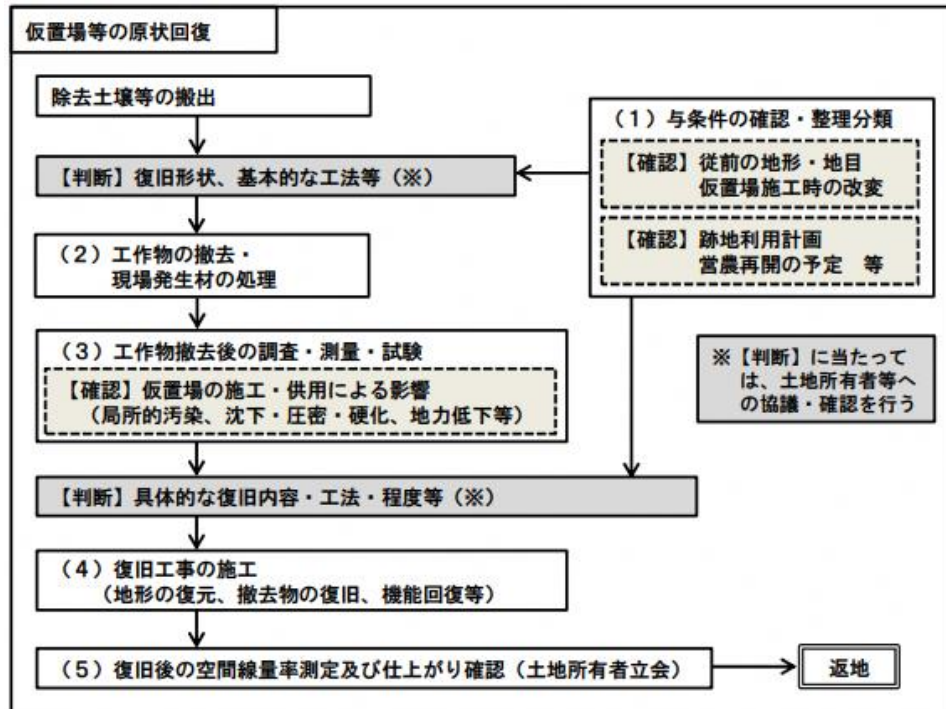 仮置場等の原状回復
除去土壌等の搬出
【判断】復旧形状、基本的な工法等（※）
（１）与条件の確認・整理分類
【確認】従前の地形・地目
仮置場施工時の改変
【確認】跡地利用計画
営農再開の予定　等
（２）工作物の撤去・
現場発生材の処理
（３）工作物撤去後の調査・測量・試験
【確認】仮置場の施工・供用による影響
（局所的汚染、沈下・圧密・硬化、地力低下等）
※【判断】に当たって
は、土地所有者等へ
の協議・確認を行う
【判断】具体的な復旧内容・工法・程度等（※）
（４）復旧工事の施工
（地形の復元、撤去物の復旧、機能回復等）
（５）復旧後の空間線量率測定及び仕上がり確認（土地所有者立会）
返地